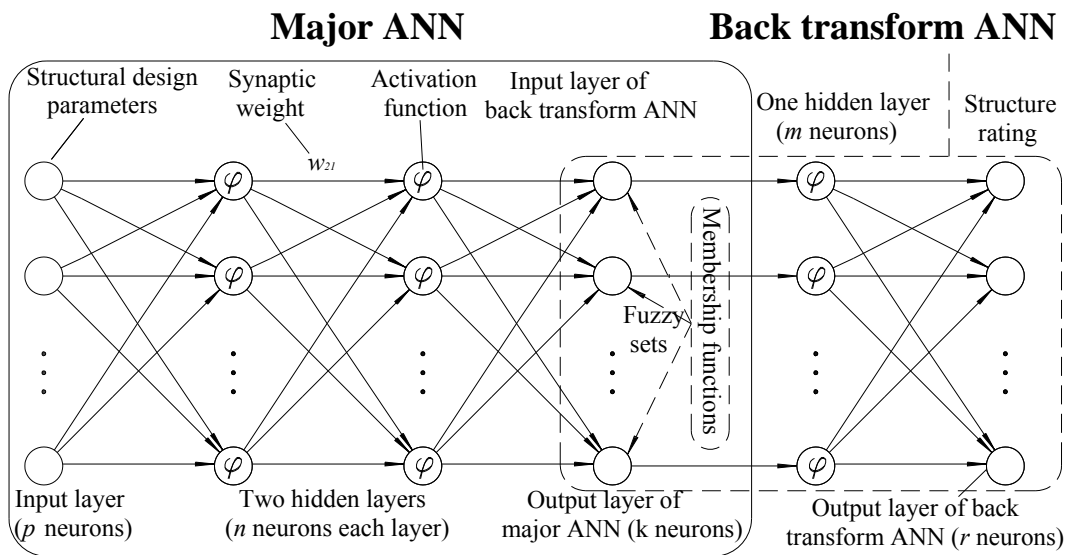 Major ANN
Back transform ANN
Structural design
parameters
Synaptic
weight
Activation
function
Input layer of
back transform ANN
One hidden layer
(m neurons)
Structure
rating
w21
φ
φ
φ
φ
φ
φ
φ
φ
φ
Membership functions
Fuzzy
sets
Input layer
(p neurons)
Two hidden layers
(n neurons each layer)
Output layer of
major ANN (k neurons)
Output layer of back
transform ANN (r neurons)